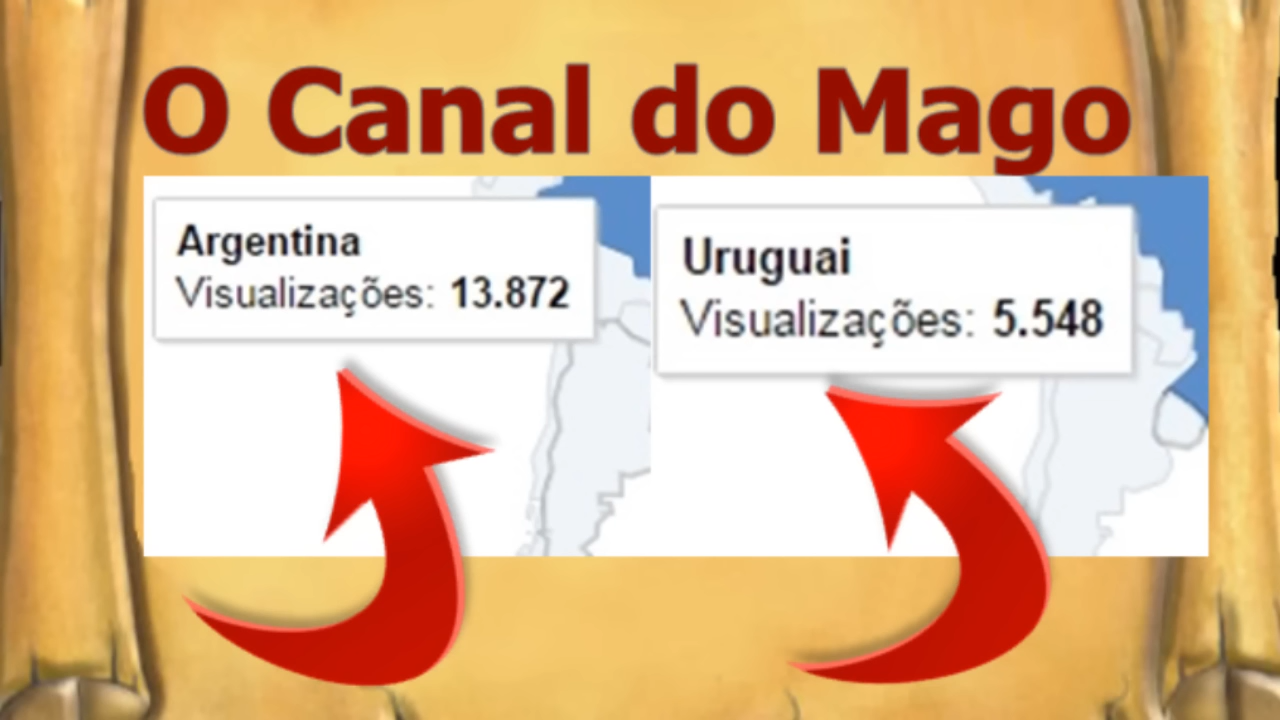 O Canal do Mago
Argentina
Visualizações: 13.872
Uruguai
Visualizações: 5.548